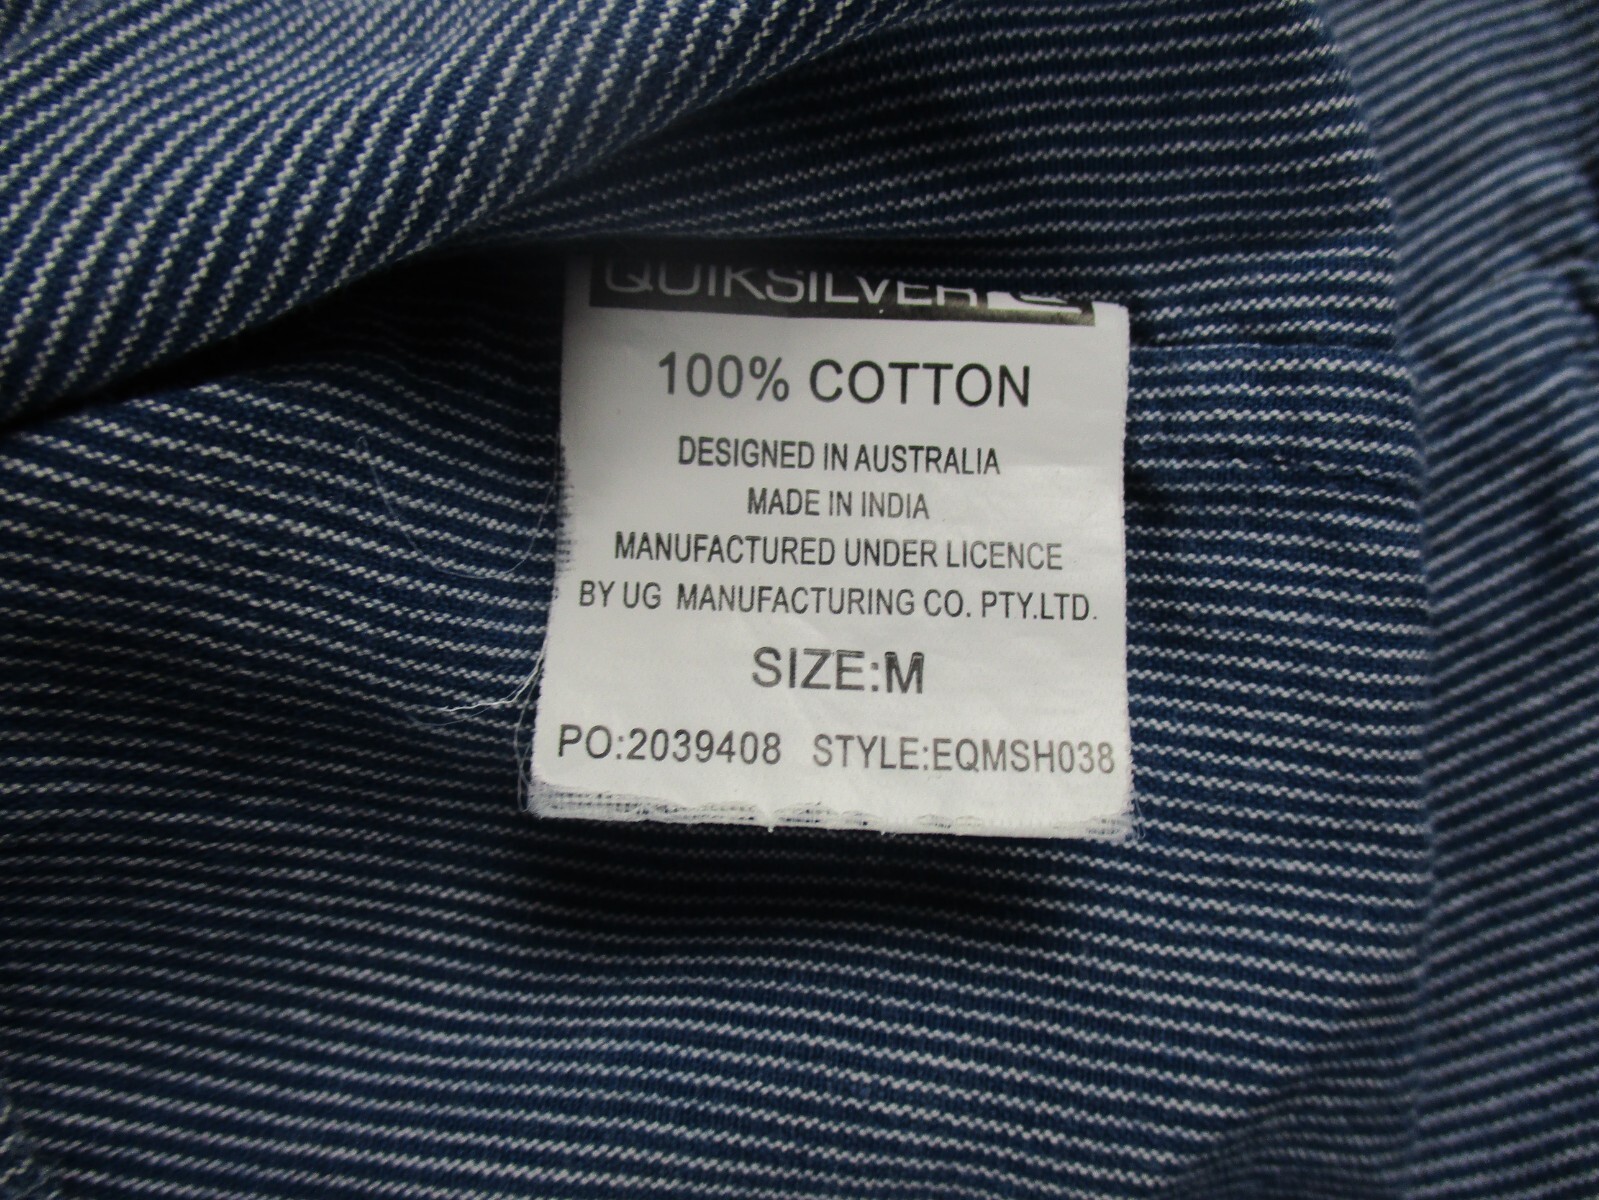 QUIKSILVER
100% COTTON
DESIGNED IN AUSTRALIA
MADE IN INDIA
MANUFACTURED UNDER LICENCE
BY UG MANUFACTURING CO. PTY.LTD.
SIZE:M
PO:2039408 STYLE:EQMSH038